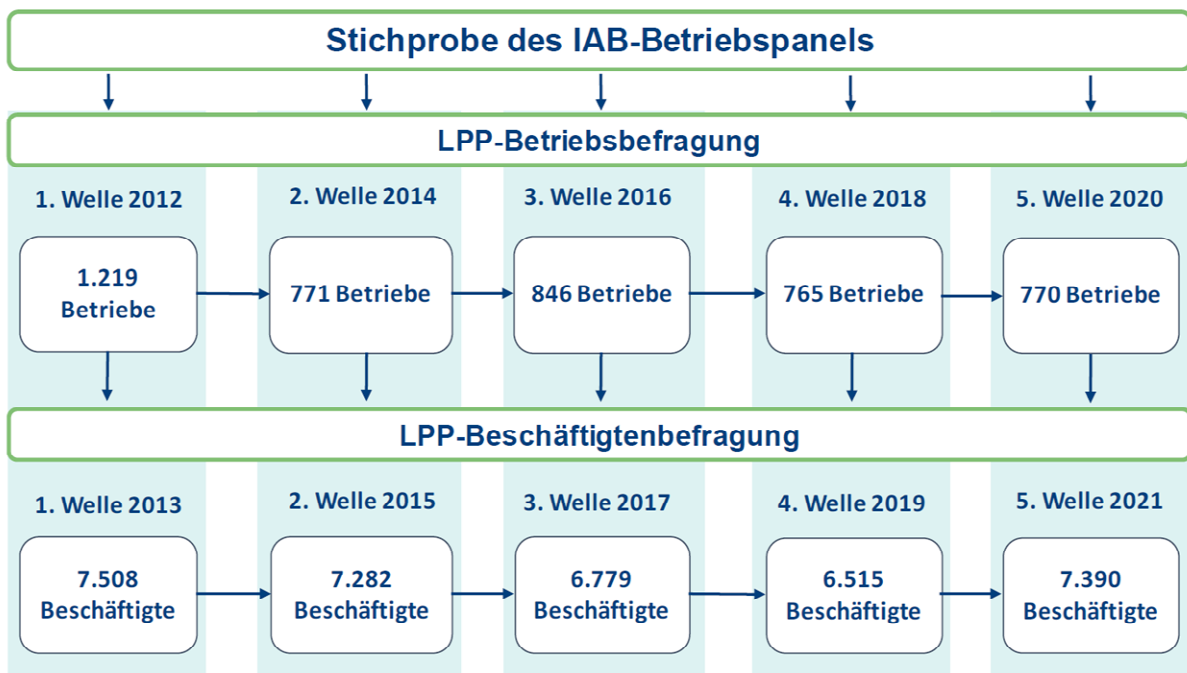 Stichprobe des IAB-Betriebspanels
LPP-Betriebsbefragung
1. Welle 2012
2. Welle 2014
3. Welle 2016
4. Welle 2018
5. Welle 2020
1.219
Betriebe
771 Betriebe
846 Betriebe
765 Betriebe
770 Betriebe
LPP-Beschäftigtenbefragung
1. Welle 2013
2. Welle 2015
3. Welle 2017
4. Welle 2019
5. Welle 2021
7.508
Beschäftigte
7.282
Beschäftigte
6.779
Beschäftigte
6.515
Beschäftigte
7.390
Beschäftigte